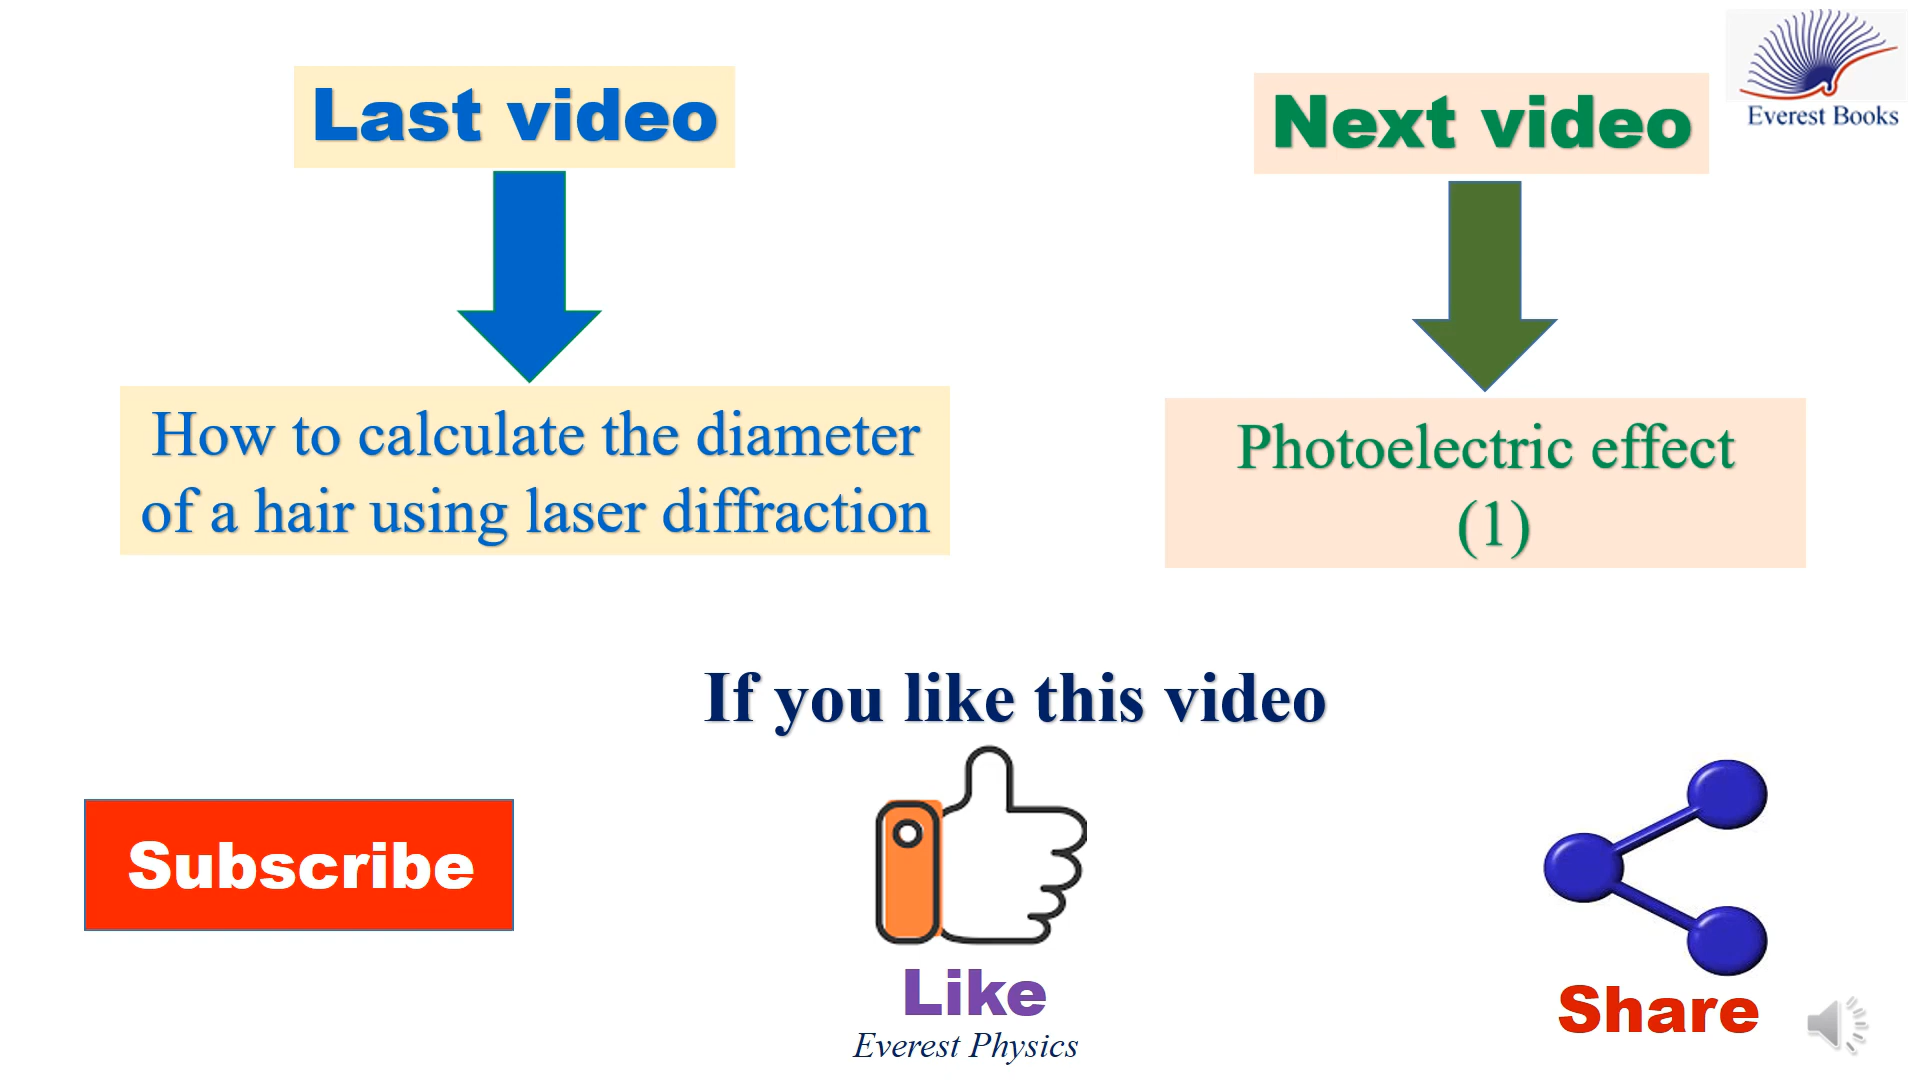 Last video
Next video
Everest Books
How to calculate the diameter
of a hair using laser diffraction
Photoelectric effect
(1)
If you like this video
Subscribe
Like
Everest Physics
Share